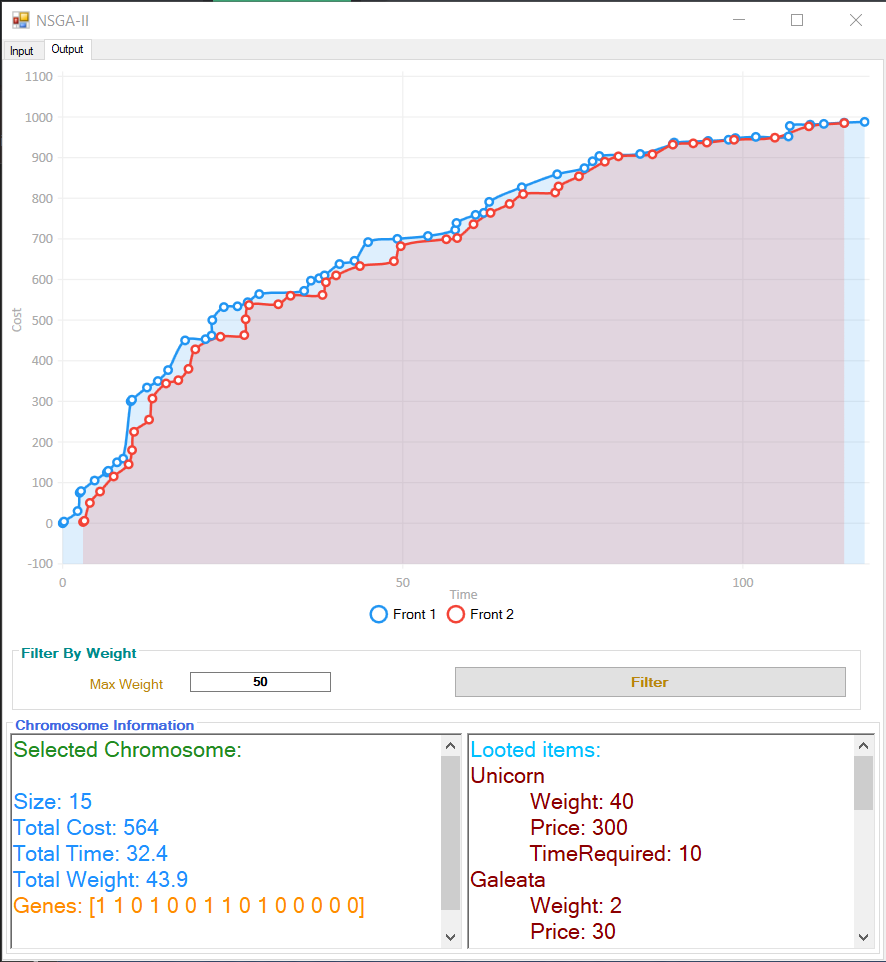 NSGA-II
Input Output
1100
1000
900
800
700
600
500
400
300
200
100
0
-100
Cost
0 50 100
Time
Front 1 Front 2
Filter By Weight
Max Weight 50 Filter
Chromosome Information
Selected Chromosome:
Size: 15
Total Cost: 564
Total Time: 32.4
Total Weight: 43.9
Genes: [1 1 0 1 0 0 1 1 0 1 0 0 0 0 0]
Looted items:
Unicorn
Weight: 40
Price: 300
TimeRequired: 10
Galeata
Weight: 2
Price: 30